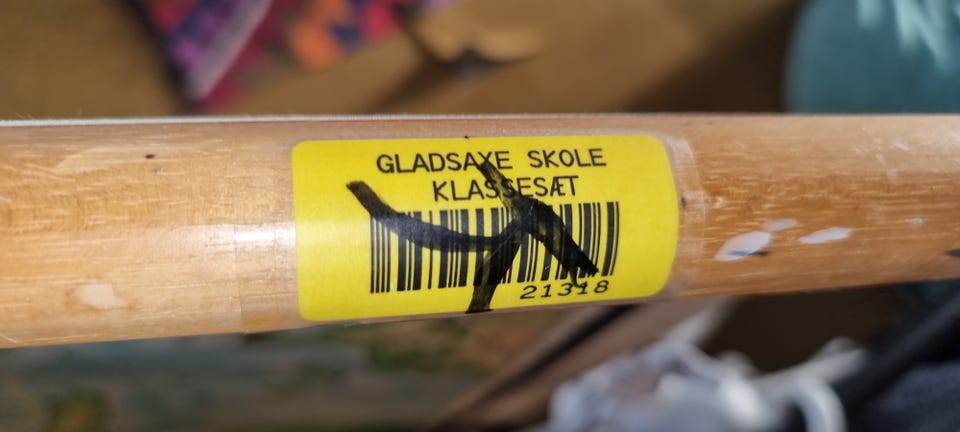 GLADSAXE SKOLE
KLASSESÆT
21318